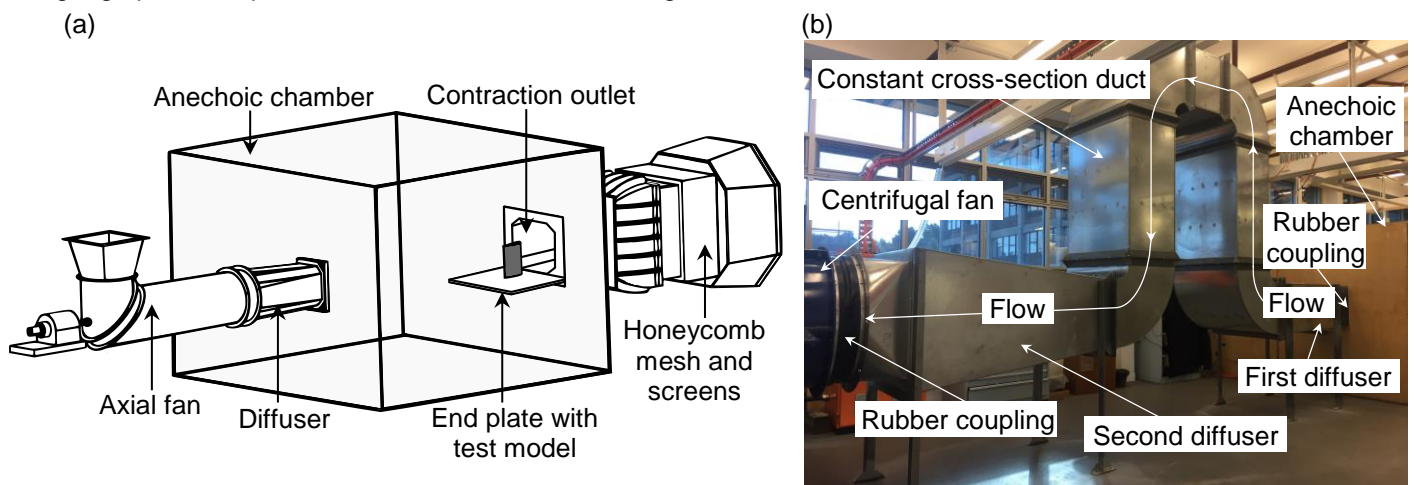 (a)
(b)
Anechoic chamber
Contraction outlet
Honeycomb
mesh and
screens
Axial fan
Diffuser
End plate with
test model
Constant cross-section duct
Anechoic
chamber
Centrifugal fan
Rubber
coupling
Flow
Flow
First diffuser
Rubber coupling
Second diffuser